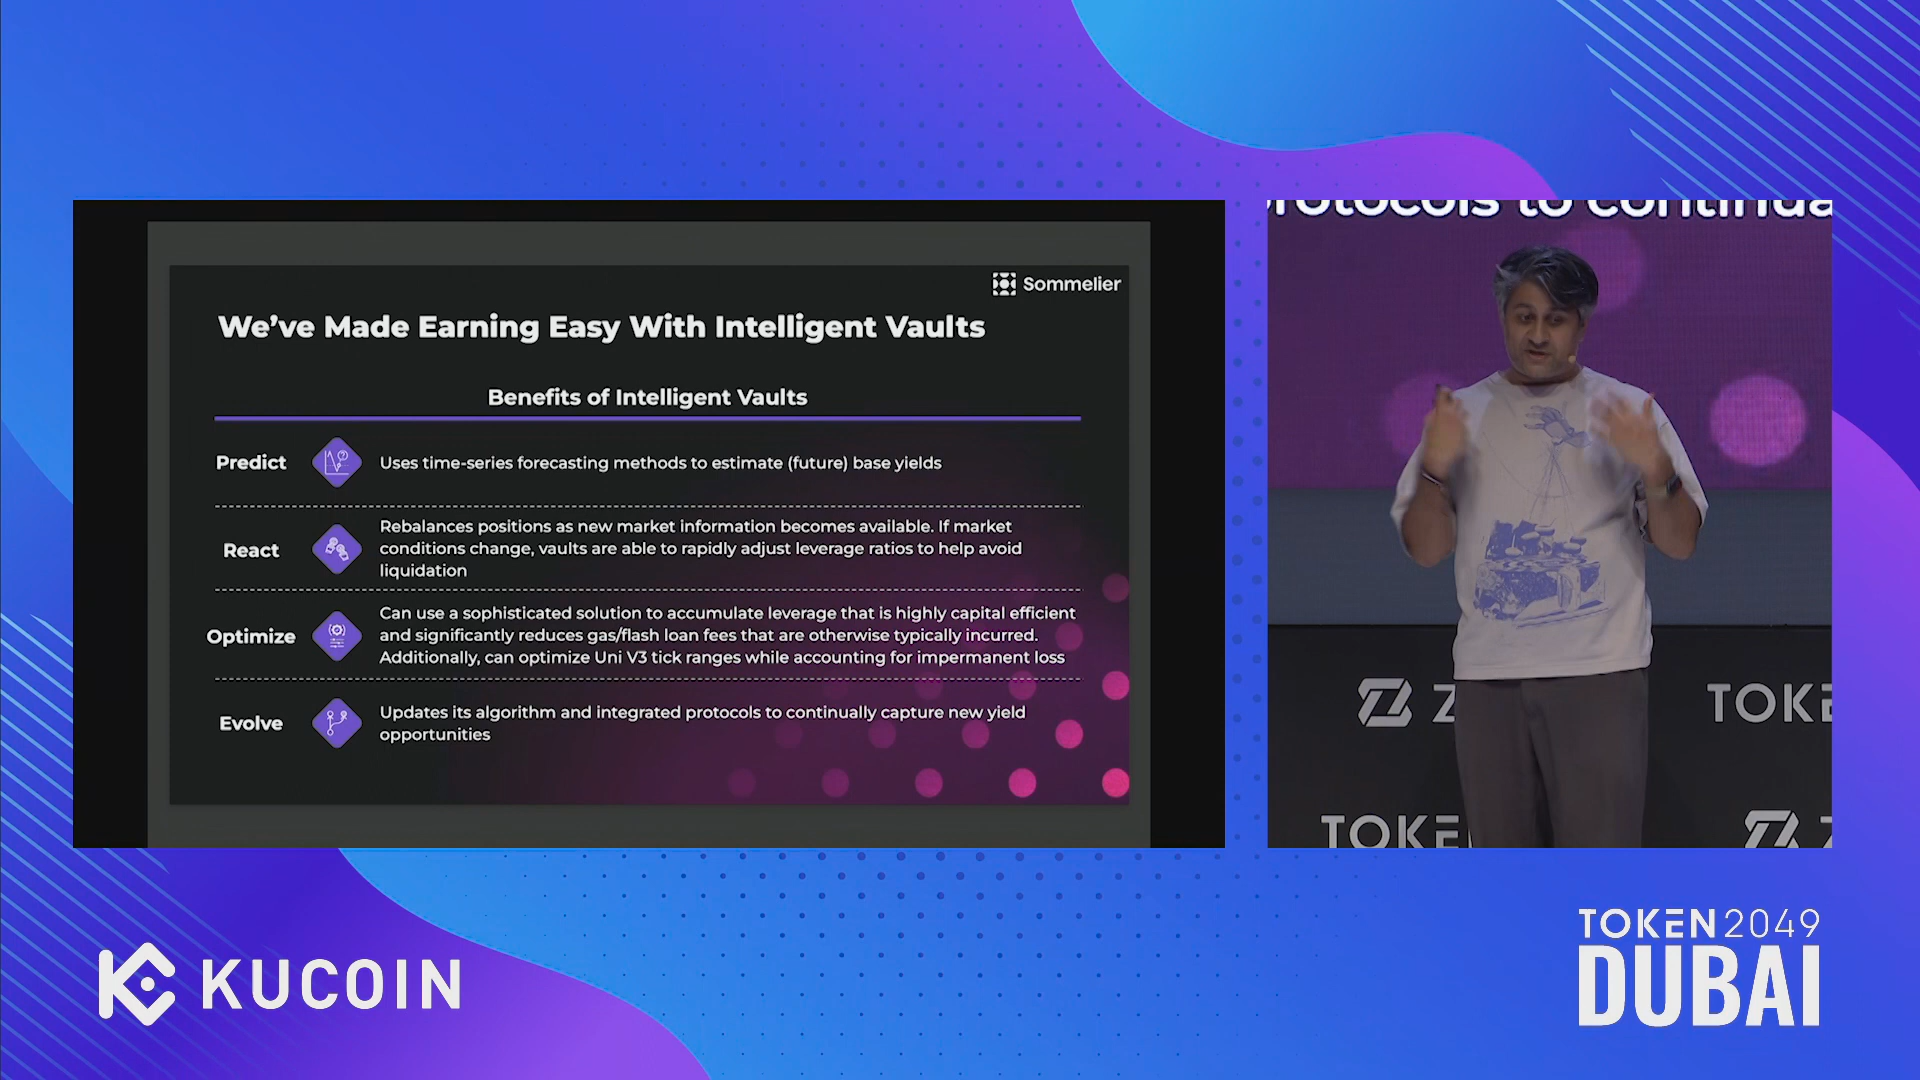 Sommelier
We've Made Earning Easy With Intelligent Vaults
Benefits of Intelligent Vaults
Predict
Uses time-series forecasting methods to estimate (future) base yields
React
Rebalances positions as new market information becomes available. If market
conditions change, vaults are able to rapidly adjust leverage ratios to help avoid
liquidation
Optimize
Can use a sophisticated solution to accumulate leverage that is highly capital efficient
and significantly reduces gas/flash loan fees that are otherwise typically incurred.
Additionally, can optimize Uni V3 tick ranges while accounting for impermanent loss
Evolve
Updates its algorithm and integrated protocols to continually capture new yield
opportunities
rotocols to continua
Z TOKE
TOKE Z
KUCOIN
TOKEN2049
DUBAI